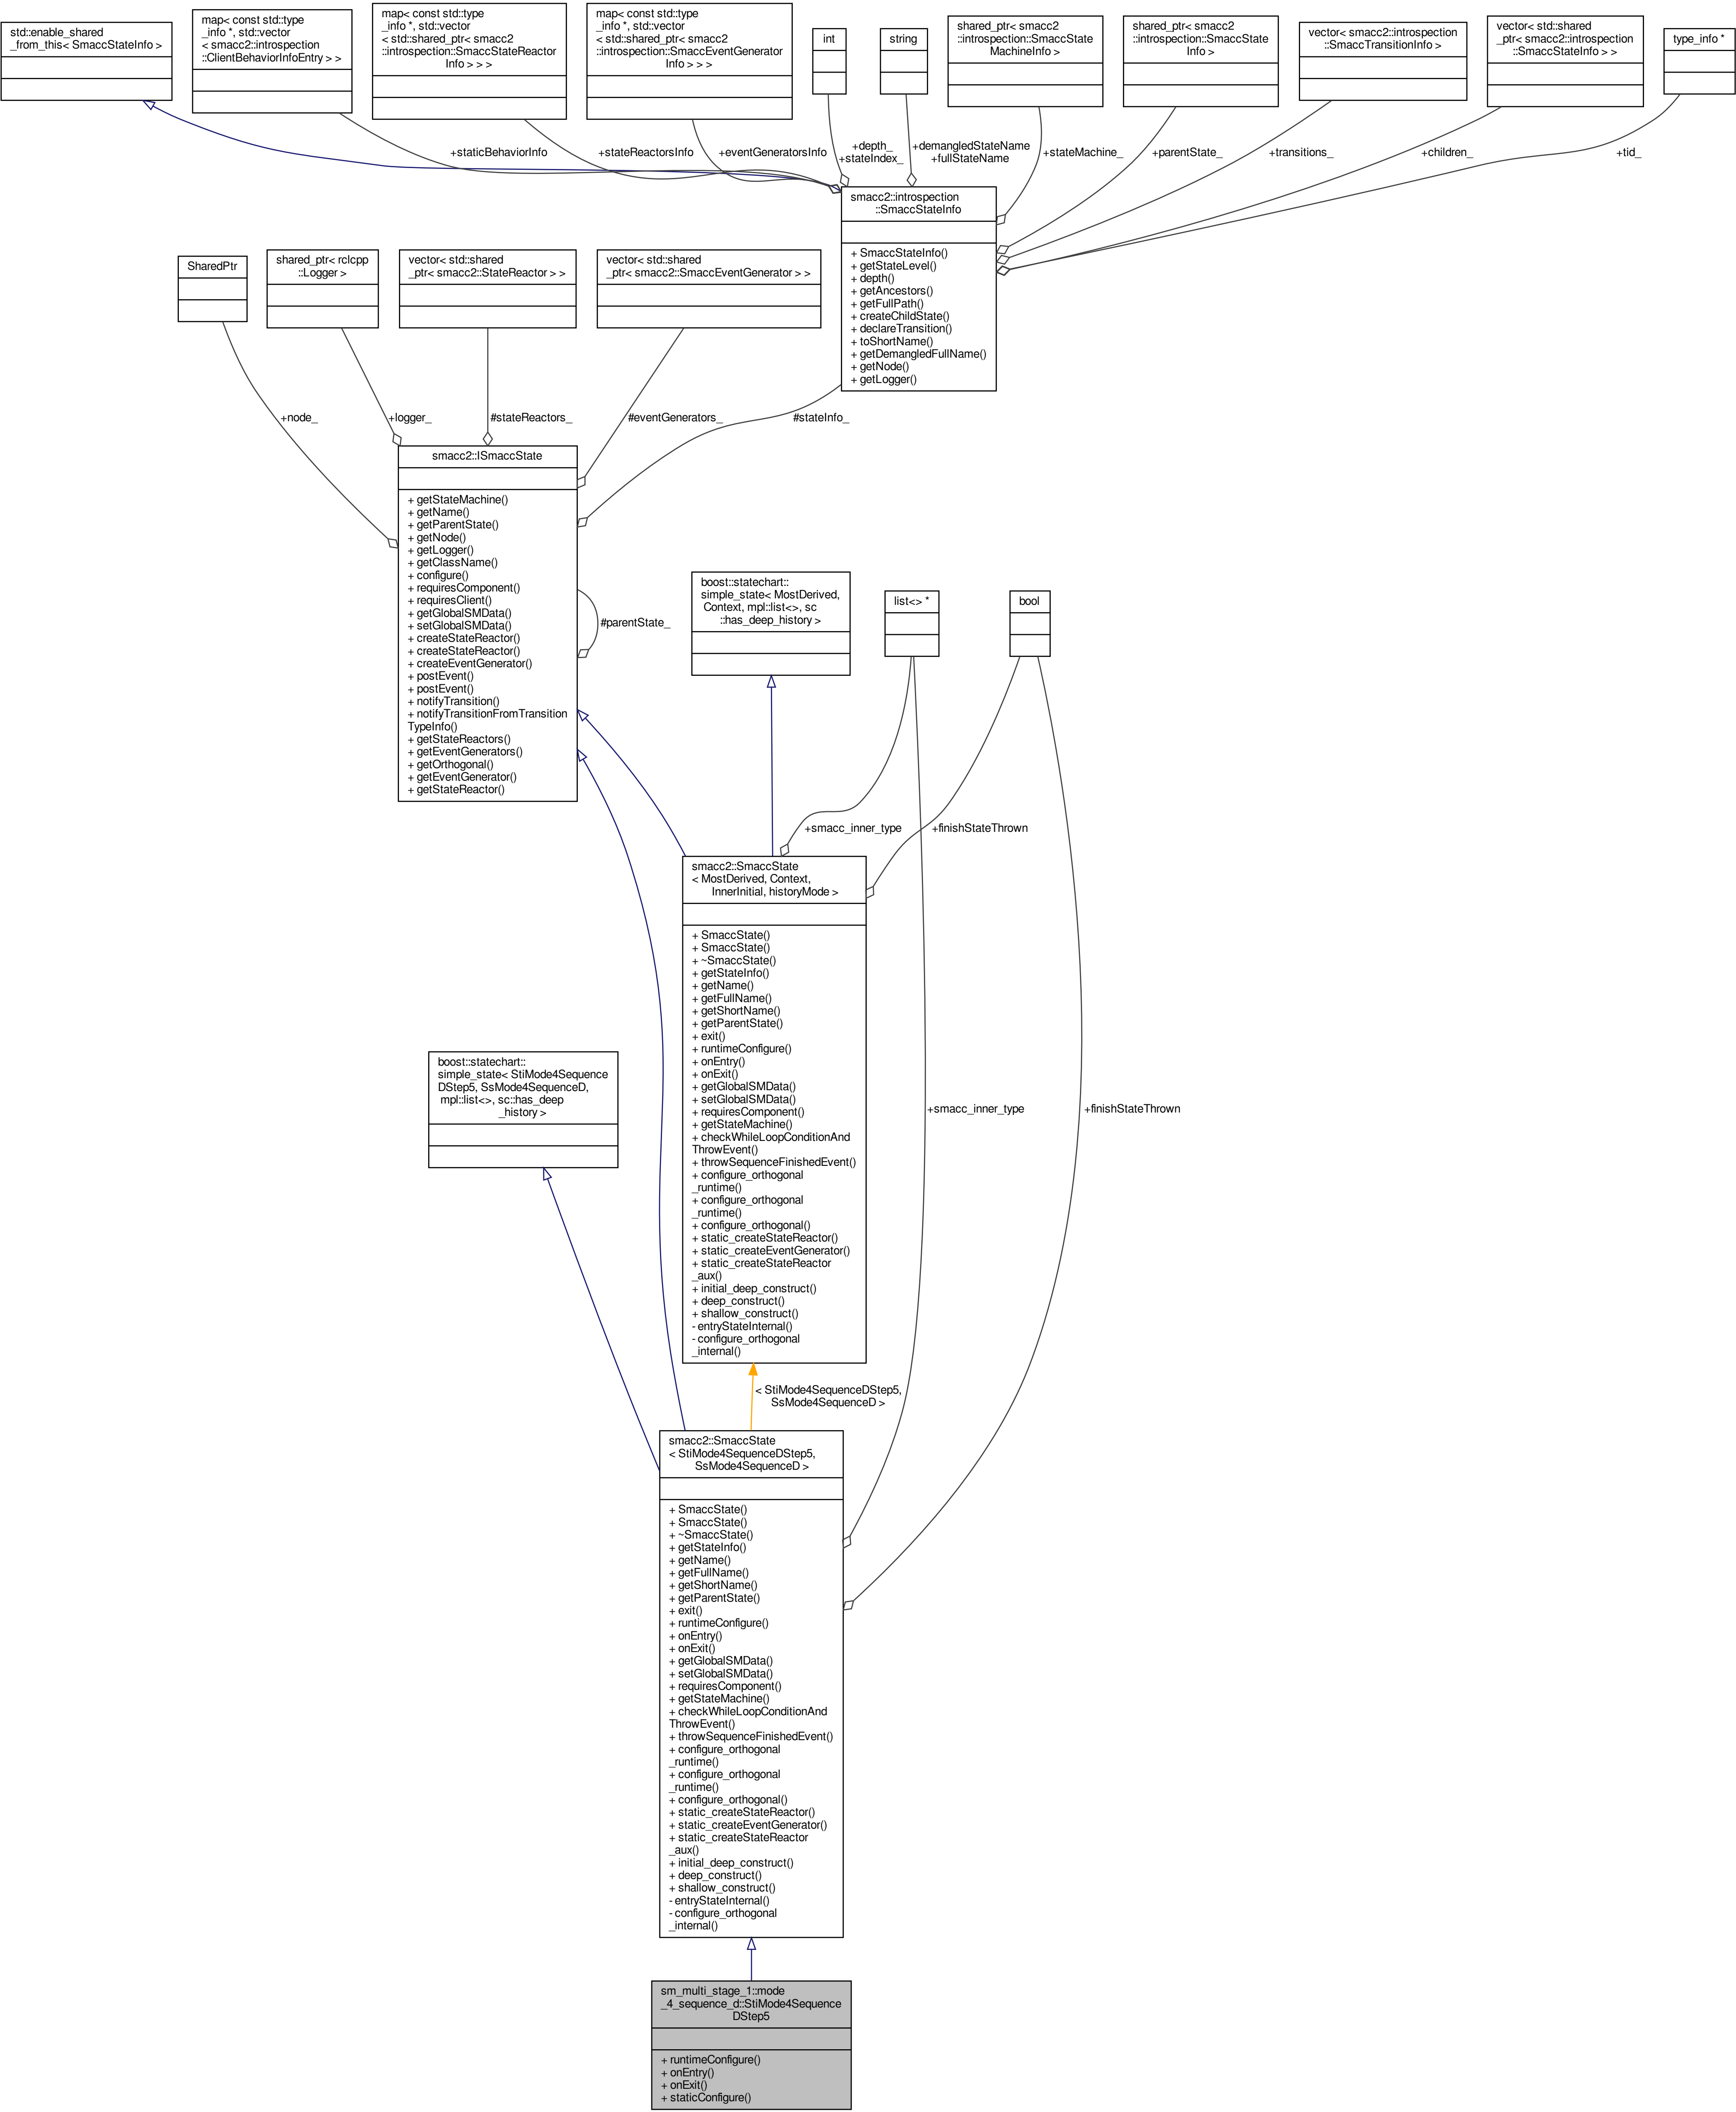 std::enable_shared
_from_this< SmaccStateInfo >
map< const std::type
_info *, std::vector
< smacc2::introspection
::ClientBehaviorInfoEntry > >
map< const std::type
_info *, std::vector
< std::shared_ptr< smacc2
::introspection::SmaccStateReactor
Info > > >
map< const std::type
_info *, std::vector
< std::shared_ptr< smacc2
::introspection::SmaccEventGenerator
Info > > >
int
string
shared_ptr< smacc2
::introspection::SmaccState
MachineInfo >
shared_ptr< smacc2
::introspection::SmaccState
Info >
vector< smacc2::introspection
::SmaccTransitionInfo >
vector< std::shared
_ptr< smacc2::introspection
::SmaccStateInfo > >
type_info *
+staticBehaviorInfo
+stateReactorsInfo
+eventGeneratorsInfo
+depth_
+stateIndex_
+demangledStateName
+fullStateName
+stateMachine_
+parentState_
+transitions_
+children_
+tid_
smacc2::introspection
::SmaccStateInfo
+ SmaccStateInfo()
+ getStateLevel()
+ depth()
+ getAncestors()
+ getFullPath()
+ createChildState()
+ declareTransition()
+ toShortName()
+ getDemangledFullName()
+ getNode()
+ getLogger()
SharedPtr
shared_ptr< rclcpp
::Logger >
vector< std::shared
_ptr< smacc2::StateReactor > >
vector< std::shared
_ptr< smacc2::SmaccEventGenerator > >
+node_
+logger_
#stateReactors_
#eventGenerators_
#stateInfo_
smacc2::ISmaccState
+ getStateMachine()
+ getName()
+ getParentState()
+ getNode()
+ getLogger()
+ getClassName()
+ configure()
+ requiresComponent()
+ requiresClient()
+ getGlobalSMData()
+ setGlobalSMData()
+ createStateReactor()
+ createStateReactor()
+ createEventGenerator()
+ postEvent()
+ postEvent()
+ notifyTransition()
+ notifyTransitionFromTransition
TypeInfo()
+ getStateReactors()
+ getEventGenerators()
+ getOrthogonal()
+ getEventGenerator()
+ getStateReactor()
#parentState_
boost::statechart::
simple_state< MostDerived,
Context, mpl::list<>, sc
::has_deep_history >
list<> *
bool
+smacc_inner_type
+finishStateThrown
smacc2::SmaccState
< MostDerived, Context,
InnerInitial, historyMode >
+ SmaccState()
+ SmaccState()
+ ~SmaccState()
+ getStateInfo()
+ getName()
+ getFullName()
+ getShortName()
+ getParentState()
+ exit()
+ runtimeConfigure()
+ onEntry()
+ onExit()
+ getGlobalSMData()
+ setGlobalSMData()
+ requiresComponent()
+ getStateMachine()
+ checkWhileLoopConditionAnd
ThrowEvent()
+ throwSequenceFinishedEvent()
+ configure_orthogonal
_runtime()
+ configure_orthogonal
_runtime()
+ configure_orthogonal()
+ static_createStateReactor()
+ static_createEventGenerator()
+ static_createStateReactor
_aux()
+ initial_deep_construct()
+ deep_construct()
+ shallow_construct()
- entryStateInternal()
- configure_orthogonal
_internal()
boost::statechart::
simple_state< StiMode4Sequence
DStep5, SsMode4SequenceD,
mpl::list<>, sc::has_deep
_history >
+smacc_inner_type
+finishStateThrown
< StiMode4SequenceDStep5,
SsMode4SequenceD >
smacc2::SmaccState
< StiMode4SequenceDStep5,
SsMode4SequenceD >
+ SmaccState()
+ SmaccState()
+ ~SmaccState()
+ getStateInfo()
+ getName()
+ getFullName()
+ getShortName()
+ getParentState()
+ exit()
+ runtimeConfigure()
+ onEntry()
+ onExit()
+ getGlobalSMData()
+ setGlobalSMData()
+ requiresComponent()
+ getStateMachine()
+ checkWhileLoopConditionAnd
ThrowEvent()
+ throwSequenceFinishedEvent()
+ configure_orthogonal
_runtime()
+ configure_orthogonal
_runtime()
+ configure_orthogonal()
+ static_createStateReactor()
+ static_createEventGenerator()
+ static_createStateReactor
_aux()
+ initial_deep_construct()
+ deep_construct()
+ shallow_construct()
- entryStateInternal()
- configure_orthogonal
_internal()
sm_multi_stage_1::mode
_4_sequence_d::StiMode4Sequence
DStep5
+ runtimeConfigure()
+ onEntry()
+ onExit()
+ staticConfigure()